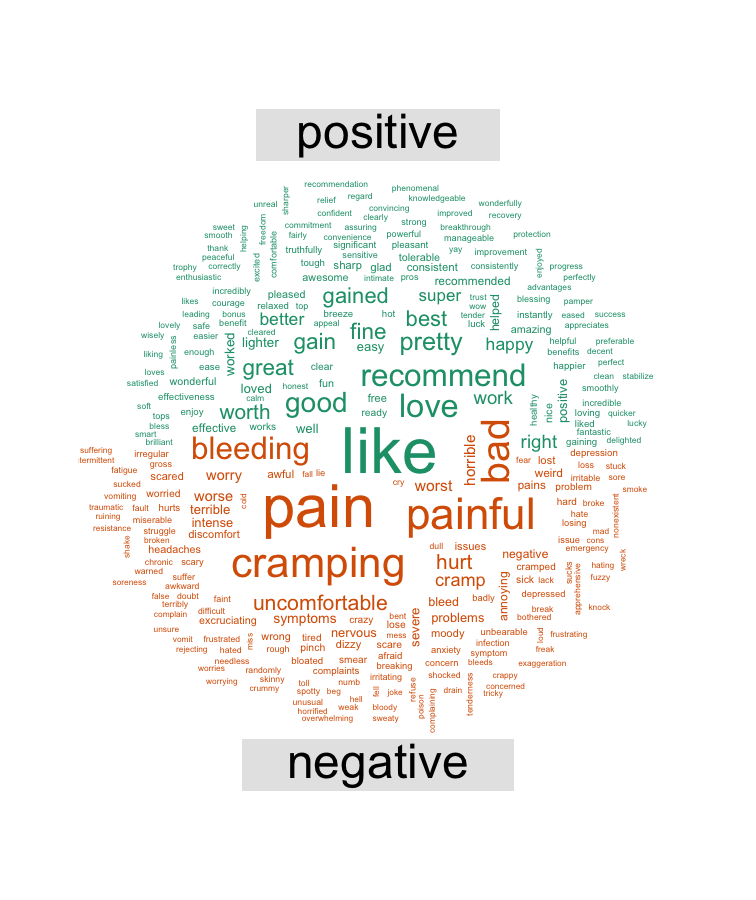 positive
recommendation
phenomenal
sharper
relief
regard
knowledgeable
unreal
convincing
wonderfully
confident
clearly
improved
recovery
sweet
helping
freedom
commitment
assuring
strong
breakthrough
smooth
fairly
convenience
powerful
manageable
protection
thank
truthfully
significant
pleasant
yay
improvement
enjoyed
peaceful
comfortable
sensitive
tolerable
trophy
correctly
excited
tough
sharp
glad
consistent
consistently
progress
enthusiastic
awesome
intimate
pros
recommended
perfectly
advantages
incredibly
pleased
gained
super
trust
helped
blessing
pamper
likes
courage
relaxed
top
wow
leading
bonus
better
breeze
hot
best
tender
instantly
eased
success
lovely
safe
benefit
appeal
fine
luck
amazing
appreciates
wisely
easier
cleared
worked
lighter
gain
easy
pretty
happy
helpful
preferable
liking
painless
enough
benefits
decent
loves
ease
great
clear
recommend
happier
perfect
satisfied
wonderful
loved
honest
fun
clean
stabilize
effectiveness
calm
good
free
love
work
healthy
nice
positive
smoothly
soft
enjoy
worth
ready
incredible
tops
loving
quicker
bless
effective
works
well
like
right
liked
lucky
smart
fantastic
brilliant
gaining
delighted
suffering
irregular
bleeding
horrible
bad
depression
termittent
gross
fear
lost
loss
stuck
fatigue
scared
worry
awful
fall
lie
weird
irritable
sore
sucked
cry
worst
pains
problem
smoke
vomiting
worried
worse
cold
pain
painful
hard
broke
nonexistent
traumatic
fault
hurts
terrible
hate
ruining
miserable
intense
losing
resistance
struggle
discomfort
mad
shake
broken
issue
cons
headaches
dull
issues
emergency
chronic
scary
cramping
hurt
negative
wreck
warned
cramped
sucks
hating
soreness
suffer
cramp
sick
lack
apprehensive
fuzzy
awkward
annoying
false
doubt
faint
uncomfortable
bleed
badly
depressed
terribly
break
knock
complain
difficult
symptoms
crazy
bent
severe
problems
bothered
excruciating
lose
unsure
nervous
mess
moody
unbearable
loud
frustrating
vomit
frustrated
miss
wrong
tired
dizzy
scare
infection
rejecting
hated
rough
pinch
afraid
anxiety
symptom
freak
needless
bloated
smear
breaking
concern
bleeds
exaggeration
worries
randomly
complaints
irritating
shocked
crappy
worrying
skinny
toll
numb
refuse
tenderness
concerned
crummy
spotty
beg
fell
joke
drain
tricky
unusual
hell
poison
horrified
weak
bloody
complaining
overwhelming
sweaty
negative